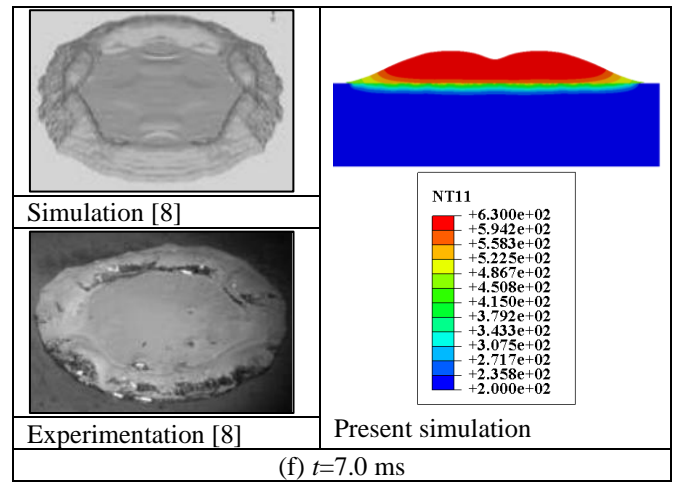 Simulation [8]
Experimentation [8]
NT11
+6.300e+02
+5.942e+02
+5.583e+02
+5.225e+02
+4.867e+02
+4.508e+02
+4.150e+02
+3.792e+02
+3.433e+02
+3.075e+02
+2.717e+02
+2.358e+02
+2.000e+02
Present simulation
(f) t=7.0 ms